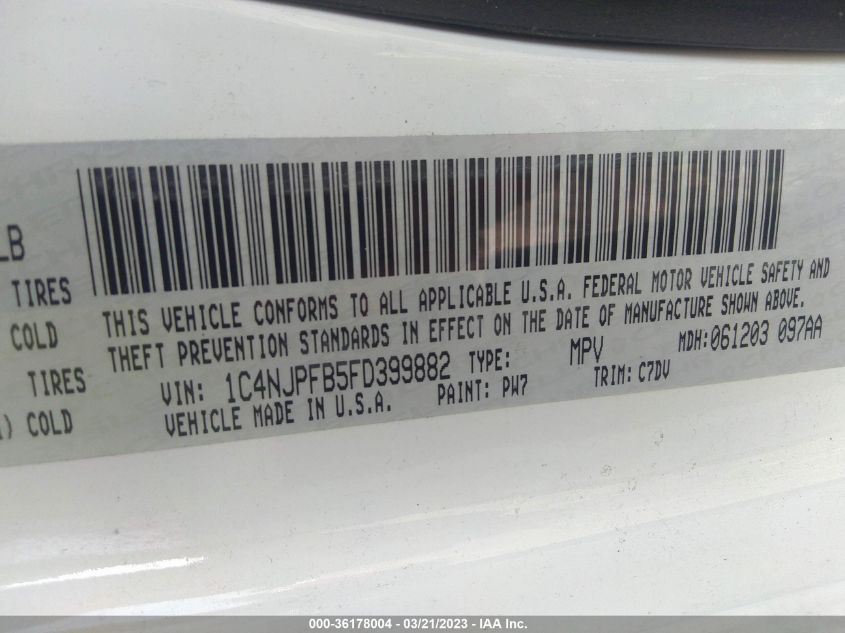 LB
TIRES
COLD
TIRES
) COLD
THIS VEHICLE CONFORMS TO ALL APPLICABLE U.S.A. FEDERAL MOTOR VEHICLE SAFETY AND
THEFT PREVENTION STANDARDS IN EFFECT ON THE DATE OF MANUFACTURE SHOWN ABOVE.
VIN: 1C4NJPFB5FD399882 TYPE: MPV MDH:061203 097AA
VEHICLE MADE IN U.S.A. PAINT: PW7 TRIM: C7DV
000-36178004 - 03/21/2023 - IAA Inc.